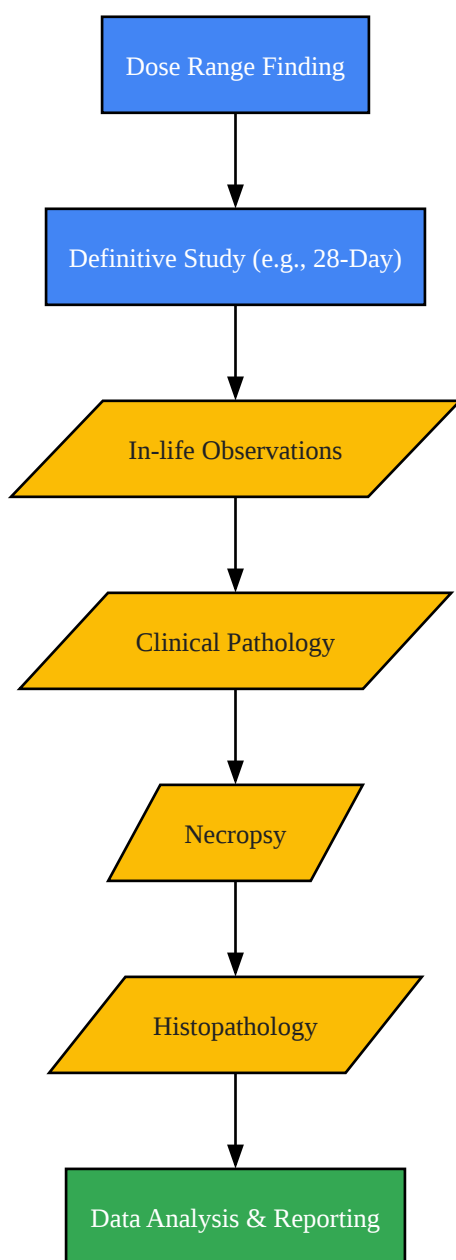 Dose Range Finding
Definitive Study (e.g., 28-Day)
In-life Observations
Clinical Pathology
Necropsy
Histopathology
Data Analysis & Reporting